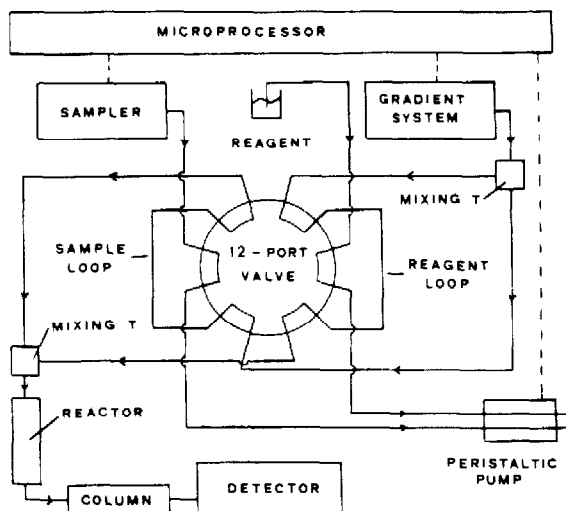 MICROPROCESSOR
SAMPLER
REAGENT
GRADIENT
SYSTEM
MIXING T
SAMPLE
LOOP
12-PORT
VALVE
REAGENT
LOOP
MIXING T
REACTOR
COLUMN
DETECTOR
PERISTALTIC
PUMP